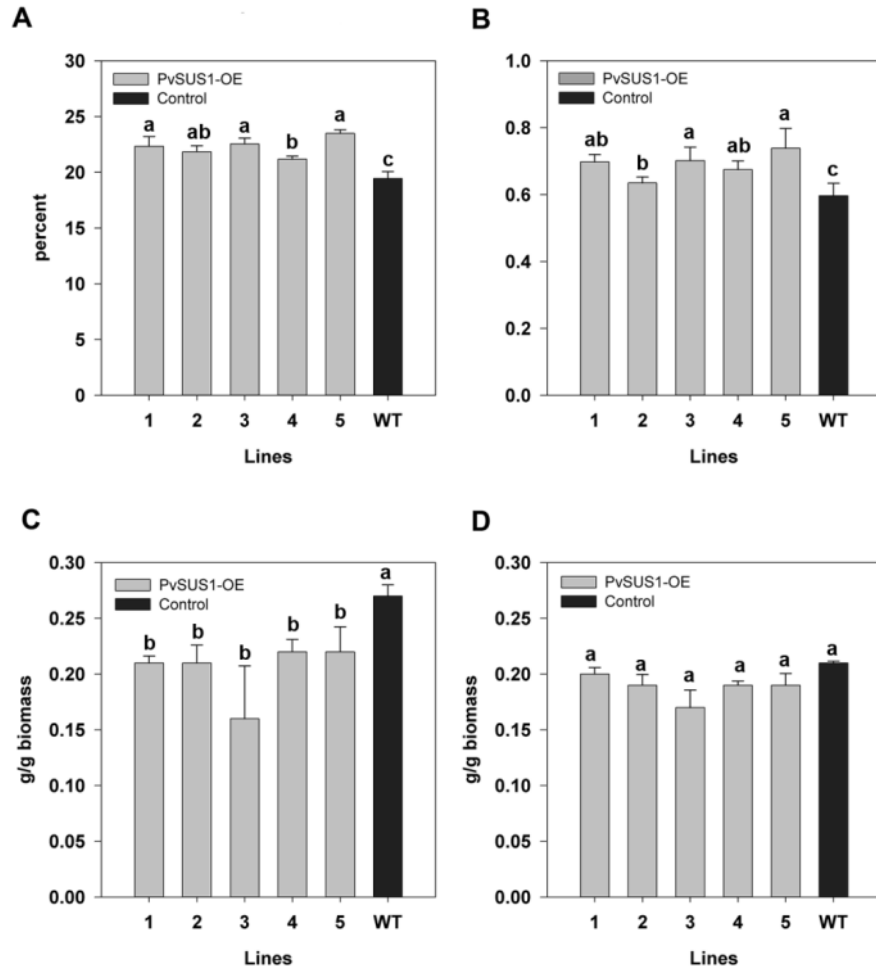 A
percent
30
25
20
15
10
5
0
PvSUS1-OE
Control
a
ab
a
b
a
c
1 2 3 4 5 WT
Lines
B
1.0
0.8
0.6
0.4
0.2
0.0
PvSUS1-OE
Control
ab
b
a
ab
a
c
1 2 3 4 5 WT
Lines
C
g/g biomass
0.30
0.25
0.20
0.15
0.10
0.05
0.00
PvSUS1-OE
Control
b
b
b
b
b
a
1 2 3 4 5 WT
Lines
D
g/g biomass
0.30
0.25
0.20
0.15
0.10
0.05
0.00
PvSUS1-OE
Control
a
a
a
a
a
a
1 2 3 4 5 WT
Lines